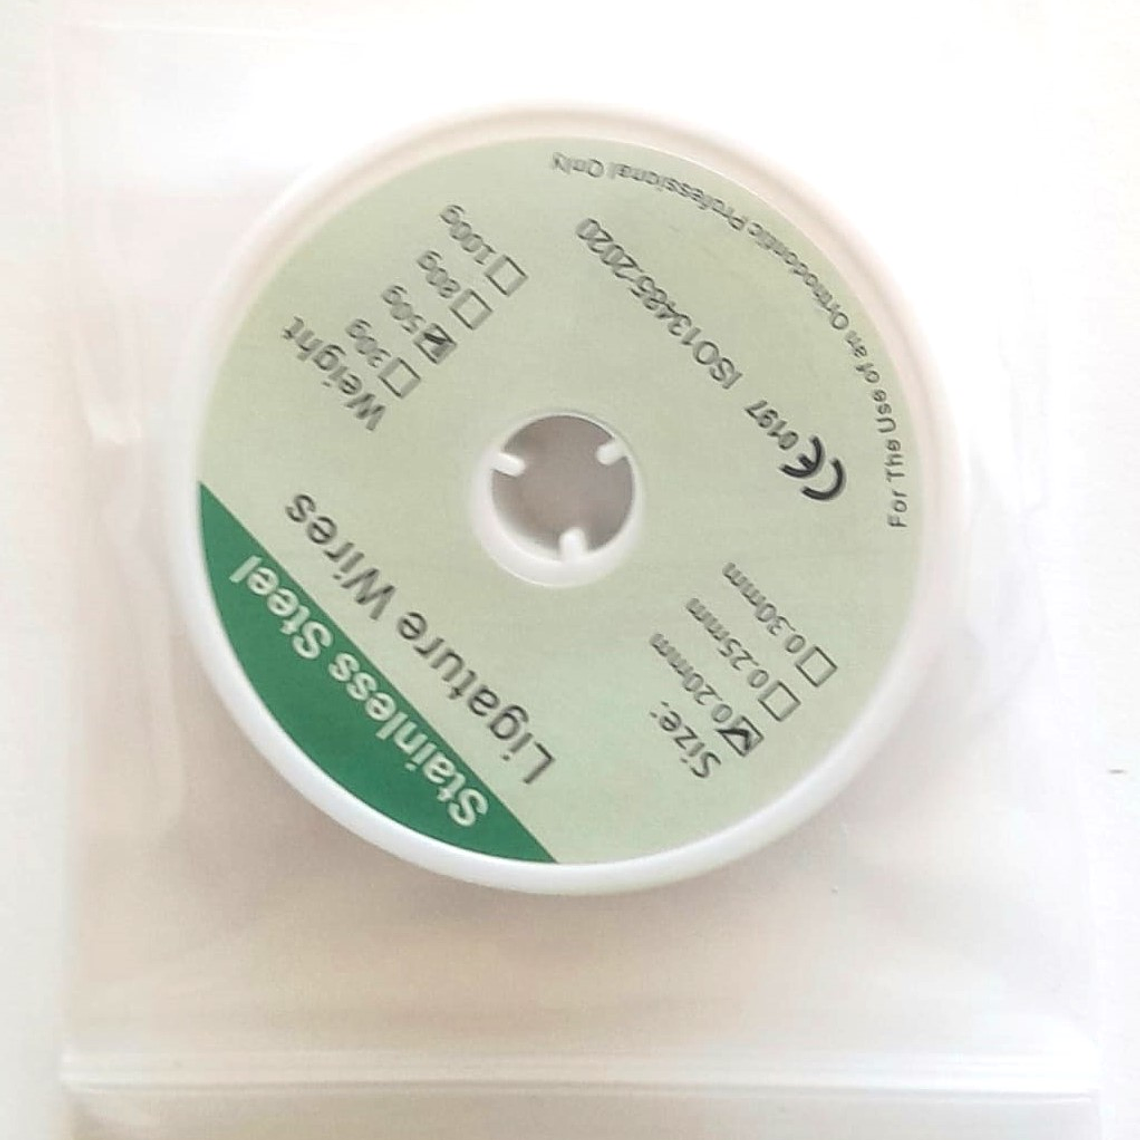 Stainless Steel
Ligature Wires
Size:
0.20mm
0.25mm
0.30mm
Weight
30g
50g
80g
100g
CE 0197 ISO13485:2020
For The Use of an Orthodontic Professional Only